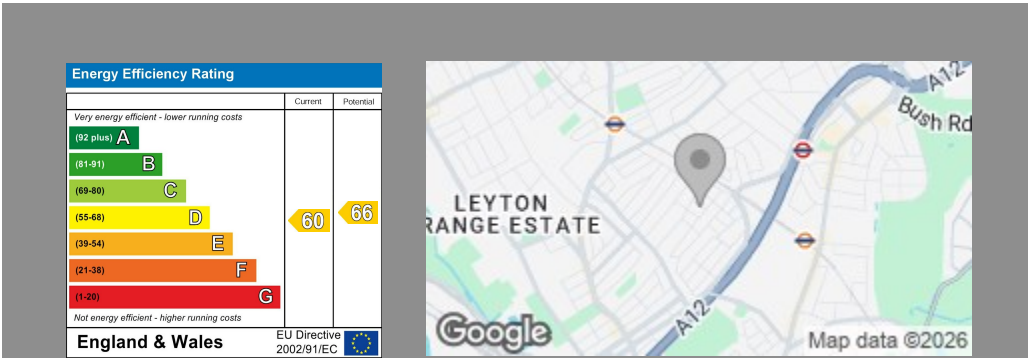 Energy Efficiency Rating
Current Potential
Very energy efficient - lower running costs
(92 plus) A
(81-91) B
(69-80) C
(55-68) D
60 66
(39-54) E
(21-38) F
(1-20) G
Not energy efficient - higher running costs
England & Wales
EU Directive
2002/91/EC
A12
Bush Rd
LEYTON
RANGE ESTATE
A12
Google
Map data ©2026